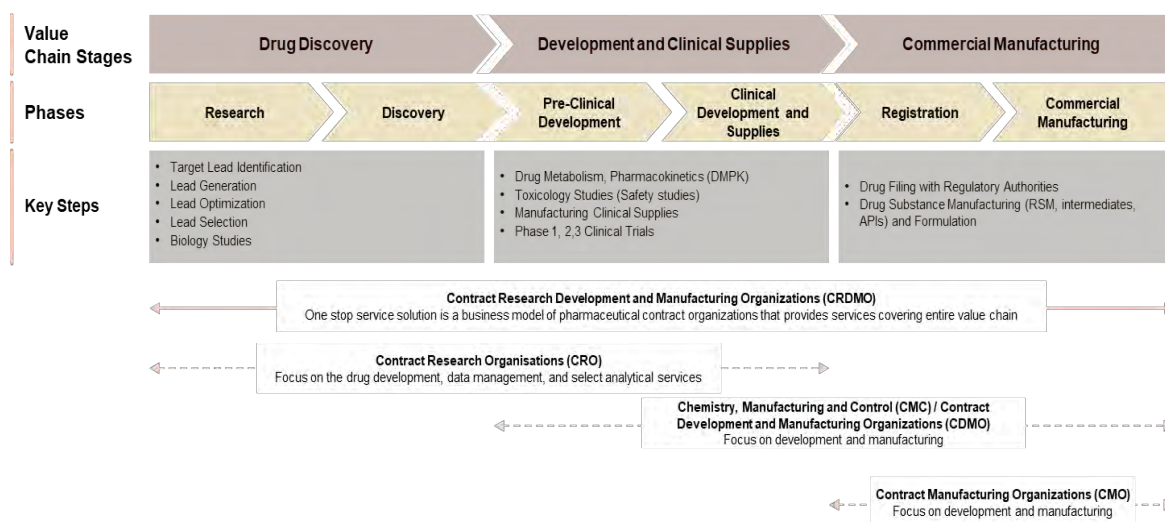 Value
Chain Stages
Drug Discovery
Development and Clinical Supplies
Commercial Manufacturing
Phases
Research
Discovery
Pre-Clinical
Development
Clinical
Development and
Supplies
Registration
Commercial
Manufacturing
Key Steps
• Target Lead Identification
• Lead Generation
• Lead Optimization
• Lead Selection
• Biology Studies
• Drug Metabolism, Pharmacokinetics (DMPK)
• Toxicology Studies (Safety studies)
• Manufacturing Clinical Supplies
• Phase 1, 2,3 Clinical Trials
• Drug Filing with Regulatory Authorities
• Drug Substance Manufacturing (RSM, intermediates,
APIs) and Formulation
Contract Research Development and Manufacturing Organizations (CRDMO)
One stop service solution is a business model of pharmaceutical contract organizations that provides services covering entire value chain
Contract Research Organisations (CRO)
Focus on the drug development, data management, and select analytical services
Chemistry, Manufacturing and Control (CMC) / Contract
Development and Manufacturing Organizations (CDMO)
Focus on development and manufacturing
Contract Manufacturing Organizations (CMO)
Focus on development and manufacturing